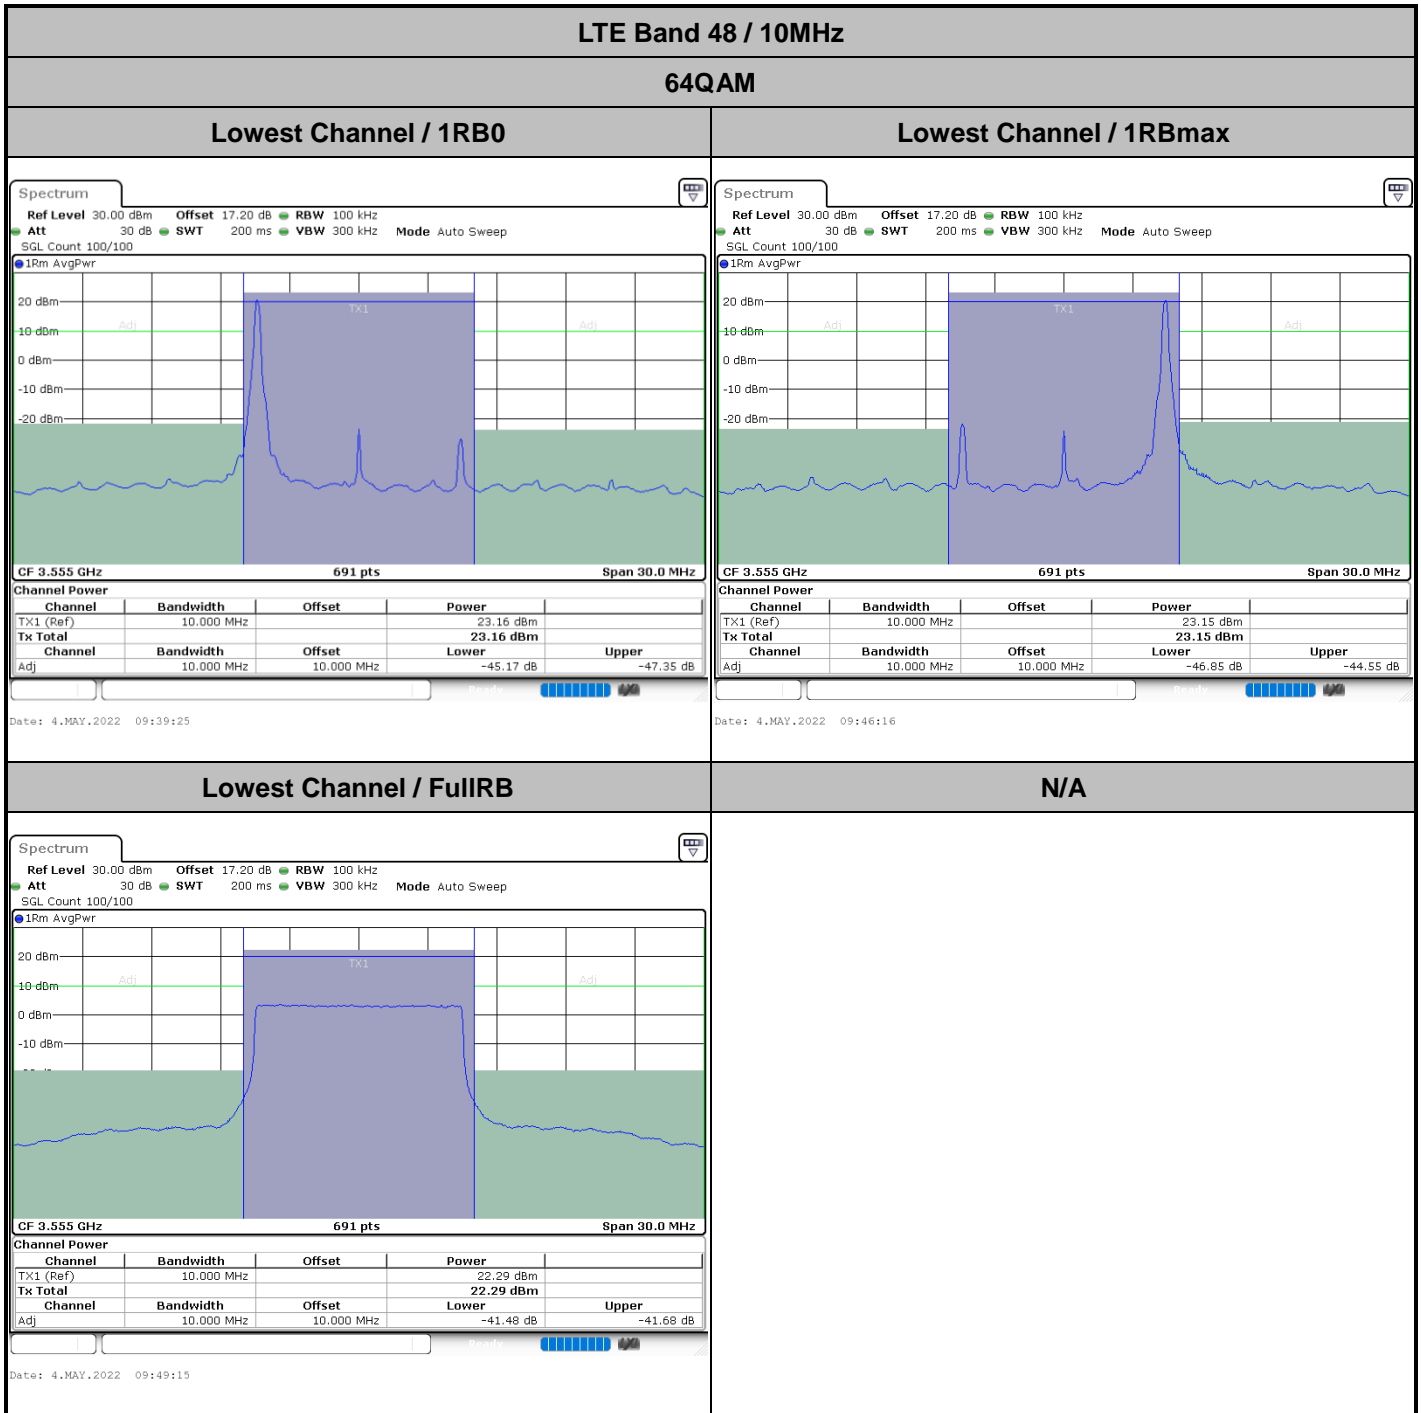 LTE Band 48 / 10MHz
64QAM
Lowest Channel / 1RB0
Lowest Channel / 1RBmax
Spectrum
Ref Level 30.00 dBm Offset 17.20 dB RBW 100 kHz
Att 30 dB SWT 200 ms VBW 300 kHz Mode Auto Sweep
SGL Count 100/100
1Rm AvgPwr
TX1
Adj
Adj
20 dBm
10 dBm
0 dBm
-10 dBm
-20 dBm
CF 3.555 GHz 691 pts Span 30.0 MHz
Channel Power
Channel Bandwidth Offset Power
TX1 (Ref) 10.000 MHz 23.16 dBm
Tx Total 23.16 dBm
Channel Bandwidth Offset Lower Upper
Adj 10.000 MHz 10.000 MHz -45.17 dB -47.35 dB
Ready
Date: 4.MAY.2022 09:39:25
Spectrum
Ref Level 30.00 dBm Offset 17.20 dB RBW 100 kHz
Att 30 dB SWT 200 ms VBW 300 kHz Mode Auto Sweep
SGL Count 100/100
1Rm AvgPwr
TX1
Adj
Adj
20 dBm
10 dBm
0 dBm
-10 dBm
-20 dBm
CF 3.555 GHz 691 pts Span 30.0 MHz
Channel Power
Channel Bandwidth Offset Power
TX1 (Ref) 10.000 MHz 23.15 dBm
Tx Total 23.15 dBm
Channel Bandwidth Offset Lower Upper
Adj 10.000 MHz 10.000 MHz -46.85 dB -44.55 dB
Ready
Date: 4.MAY.2022 09:46:16
Lowest Channel / FullRB
N/A
Spectrum
Ref Level 30.00 dBm Offset 17.20 dB RBW 100 kHz
Att 30 dB SWT 200 ms VBW 300 kHz Mode Auto Sweep
SGL Count 100/100
1Rm AvgPwr
20 dBm
TX1
Adj
Adj
10 dBm
0 dBm
-10 dBm
CF 3.555 GHz 691 pts Span 30.0 MHz
Channel Power
Channel Bandwidth Offset Power
TX1 (Ref) 10.000 MHz 22.29 dBm
Tx Total 22.29 dBm
Channel Bandwidth Offset Lower Upper
Adj 10.000 MHz 10.000 MHz -41.48 dB -41.68 dB
Ready
Date: 4.MAY.2022 09:49:15